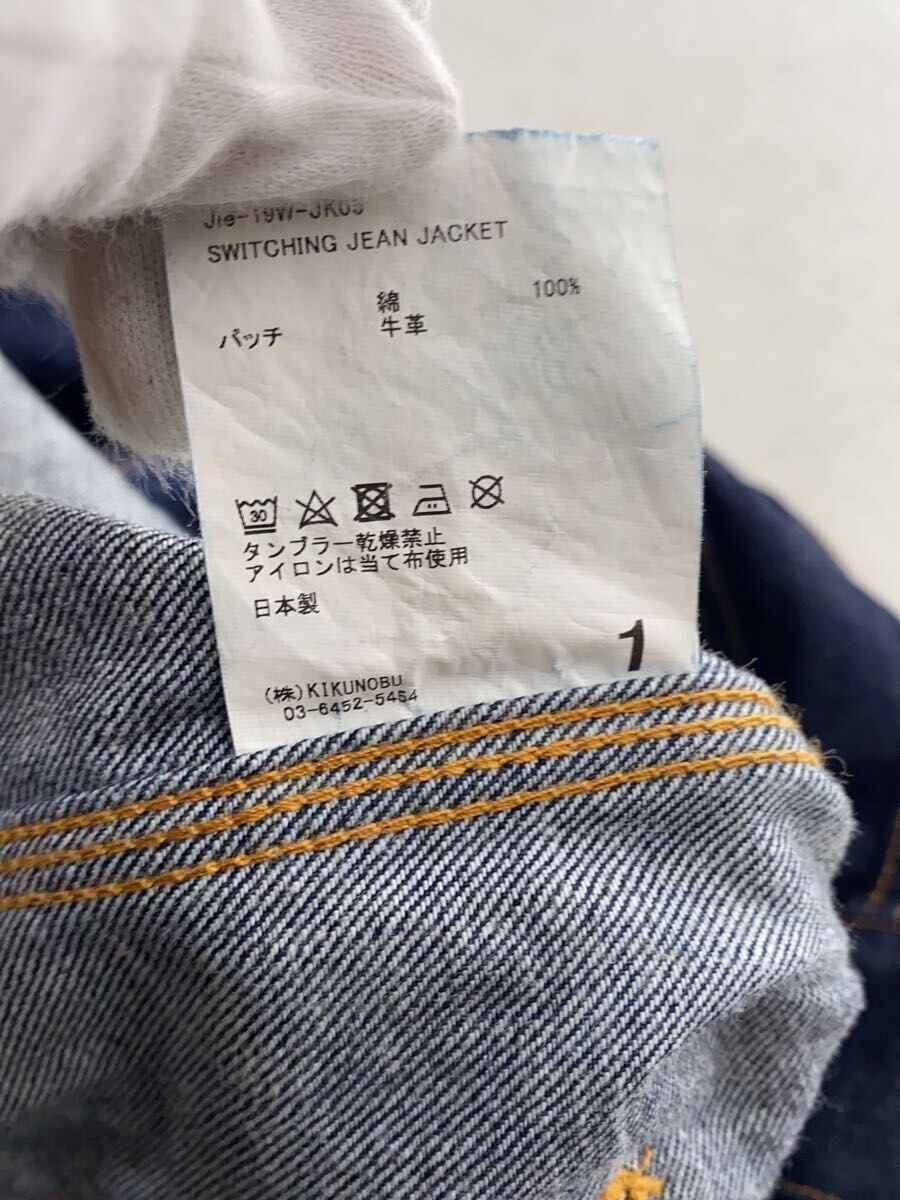 Jie-19W-JK05
SWITCHING JEAN JACKET
綿 100%
パッチ 牛革
30
タンブラー乾燥禁止
アイロンは当て布使用
日本製
1
(株)KIKUNOBU
03-6452-5464